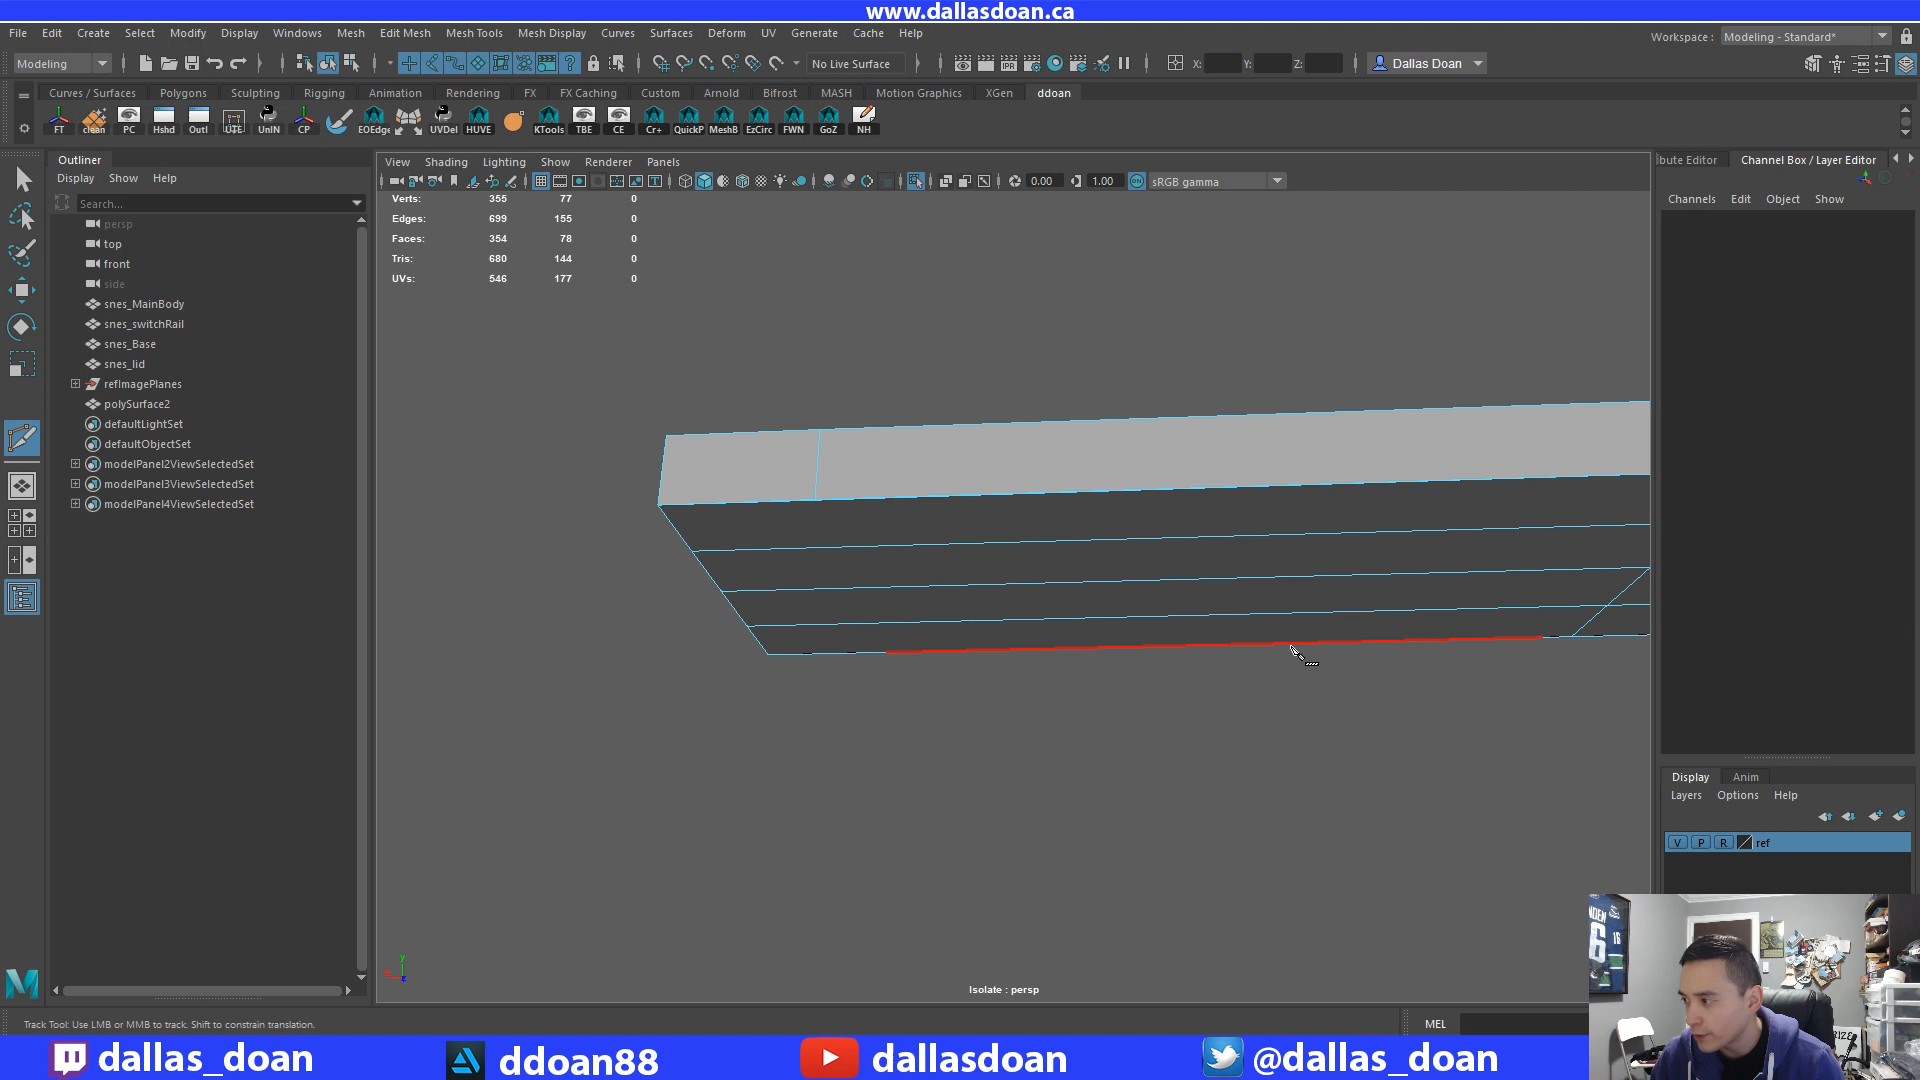 www.dallasdoan.ca
File Edit Create Select Modify Display Windows Mesh Edit Mesh Mesh Tools Mesh Display Curves Surfaces Deform UV Generate Cache Help
Workspace : Modeling - Standard*
Modeling No Live Surface X: Y: Z: Dallas Doan
Curves / Surfaces Polygons Sculpting Rigging Animation Rendering FX FX Caching Custom Arnold Bifrost MASH Motion Graphics XGen ddoan
FT clean PC Hshd Outl UTE UnIN CP EOEdge UVDel HUVE KTools TBE CE Cr+ QuickP MeshB EzCirc FWN GoZ NH
Outliner
Display Show Help
Search...
persp
top
front
side
snes_MainBody
snes_switchRail
snes_Base
snes_lid
refImagePlanes
polySurface2
defaultLightSet
defaultObjectSet
modelPanel2ViewSelectedSet
modelPanel3ViewSelectedSet
modelPanel4ViewSelectedSet
View Shading Lighting Show Renderer Panels
0.00 1.00 ON sRGB gamma
Verts: 355 77 0
Edges: 699 155 0
Faces: 354 78 0
Tris: 680 144 0
UVs: 546 177 0
y
Isolate : persp
bute Editor Channel Box / Layer Editor
Channels Edit Object Show
Display Anim
Layers Options Help
V P R ref
Track Tool: Use LMB or MMB to track. Shift to constrain translation.
MEL
dallas_doan ddoan88 dallasdoan @dallas_doan